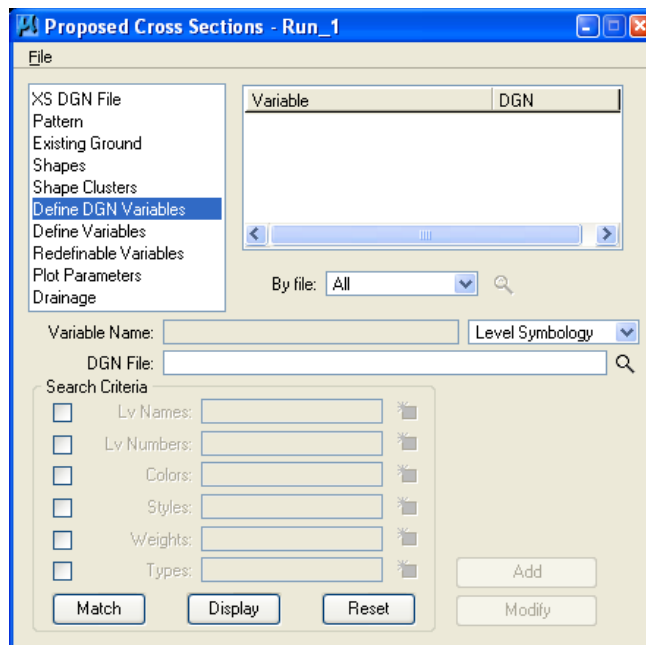 Proposed Cross Sections - Run_1
File
XS DGN File
Pattern
Existing Ground
Shapes
Shape Clusters
Define DGN Variables
Define Variables
Redefinable Variables
Plot Parameters
Drainage
Variable DGN
By file: All
Variable Name: Level Symbology
DGN File:
Search Criteria
Lv Names:
Lv Numbers:
Colors:
Styles:
Weights:
Types:
Add
Match Display Reset Modify